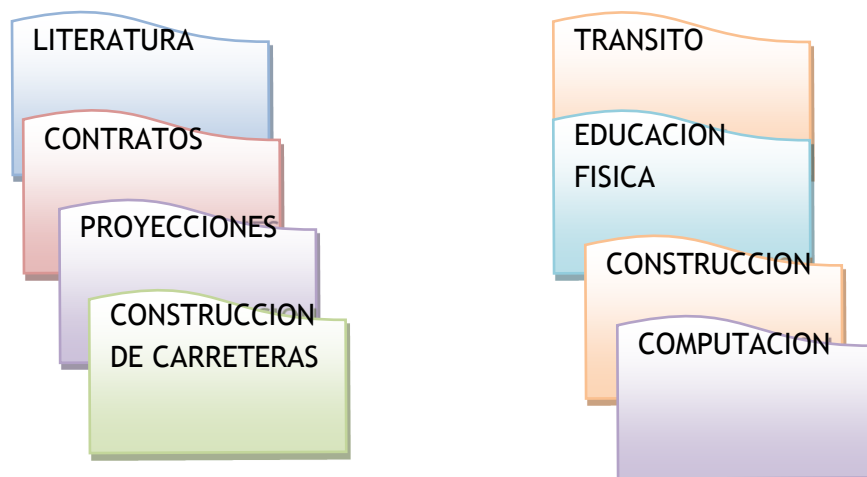 LITERATURA
CONTRATOS
PROYECCIONES
CONSTRUCCION
DE CARRETERAS
TRANSITO
EDUCACION
FISICA
CONSTRUCCION
COMPUTACION